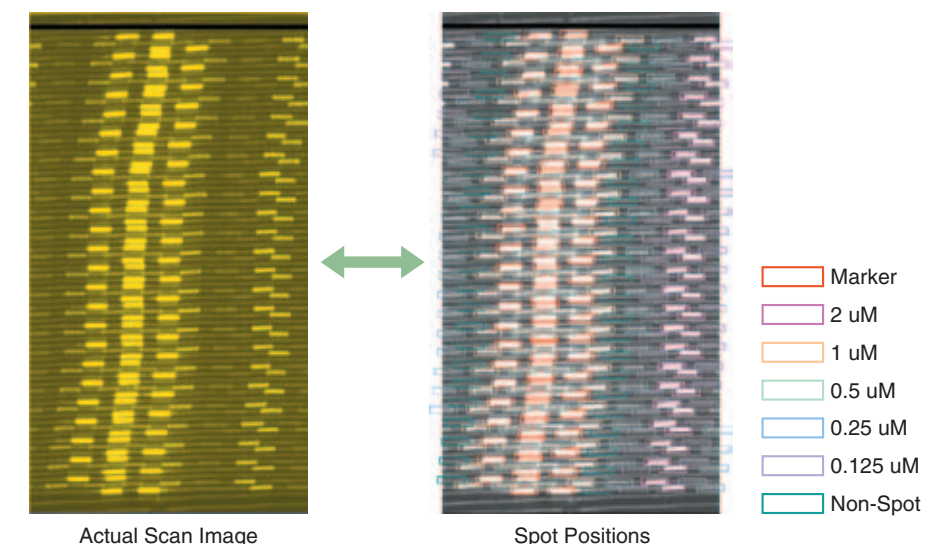 Marker
2 uM
1 uM
0.5 uM
0.25 uM
0.125 uM
Non-Spot
Actual Scan Image
Spot Positions